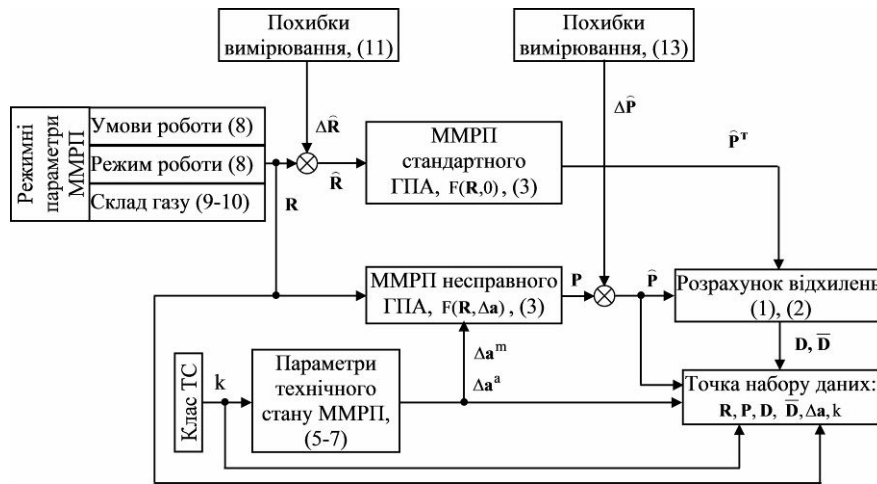 Похибки
вимірювання, (11)
Похибки
вимірювання, (13)
Режимні
параметри
ММРП
Умови роботи (8)
Режим роботи (8)
Склад газу (9-10)
ΔR̂
R̂
R
ММРП
стандартного
ГПА, F(R,0), (3)
ΔP̂
P̂ᵀ
ММРП несправного
ГПА, F(R,Δa), (3)
P
P̂
Розрахунок відхилень
(1), (2)
D, D̅
Клас ТС
k
Параметри
технічного
стану ММРП,
(5-7)
Δaᵐ
Δaᵃ
Точка набору даних:
R, P, D, D̅, Δa, k